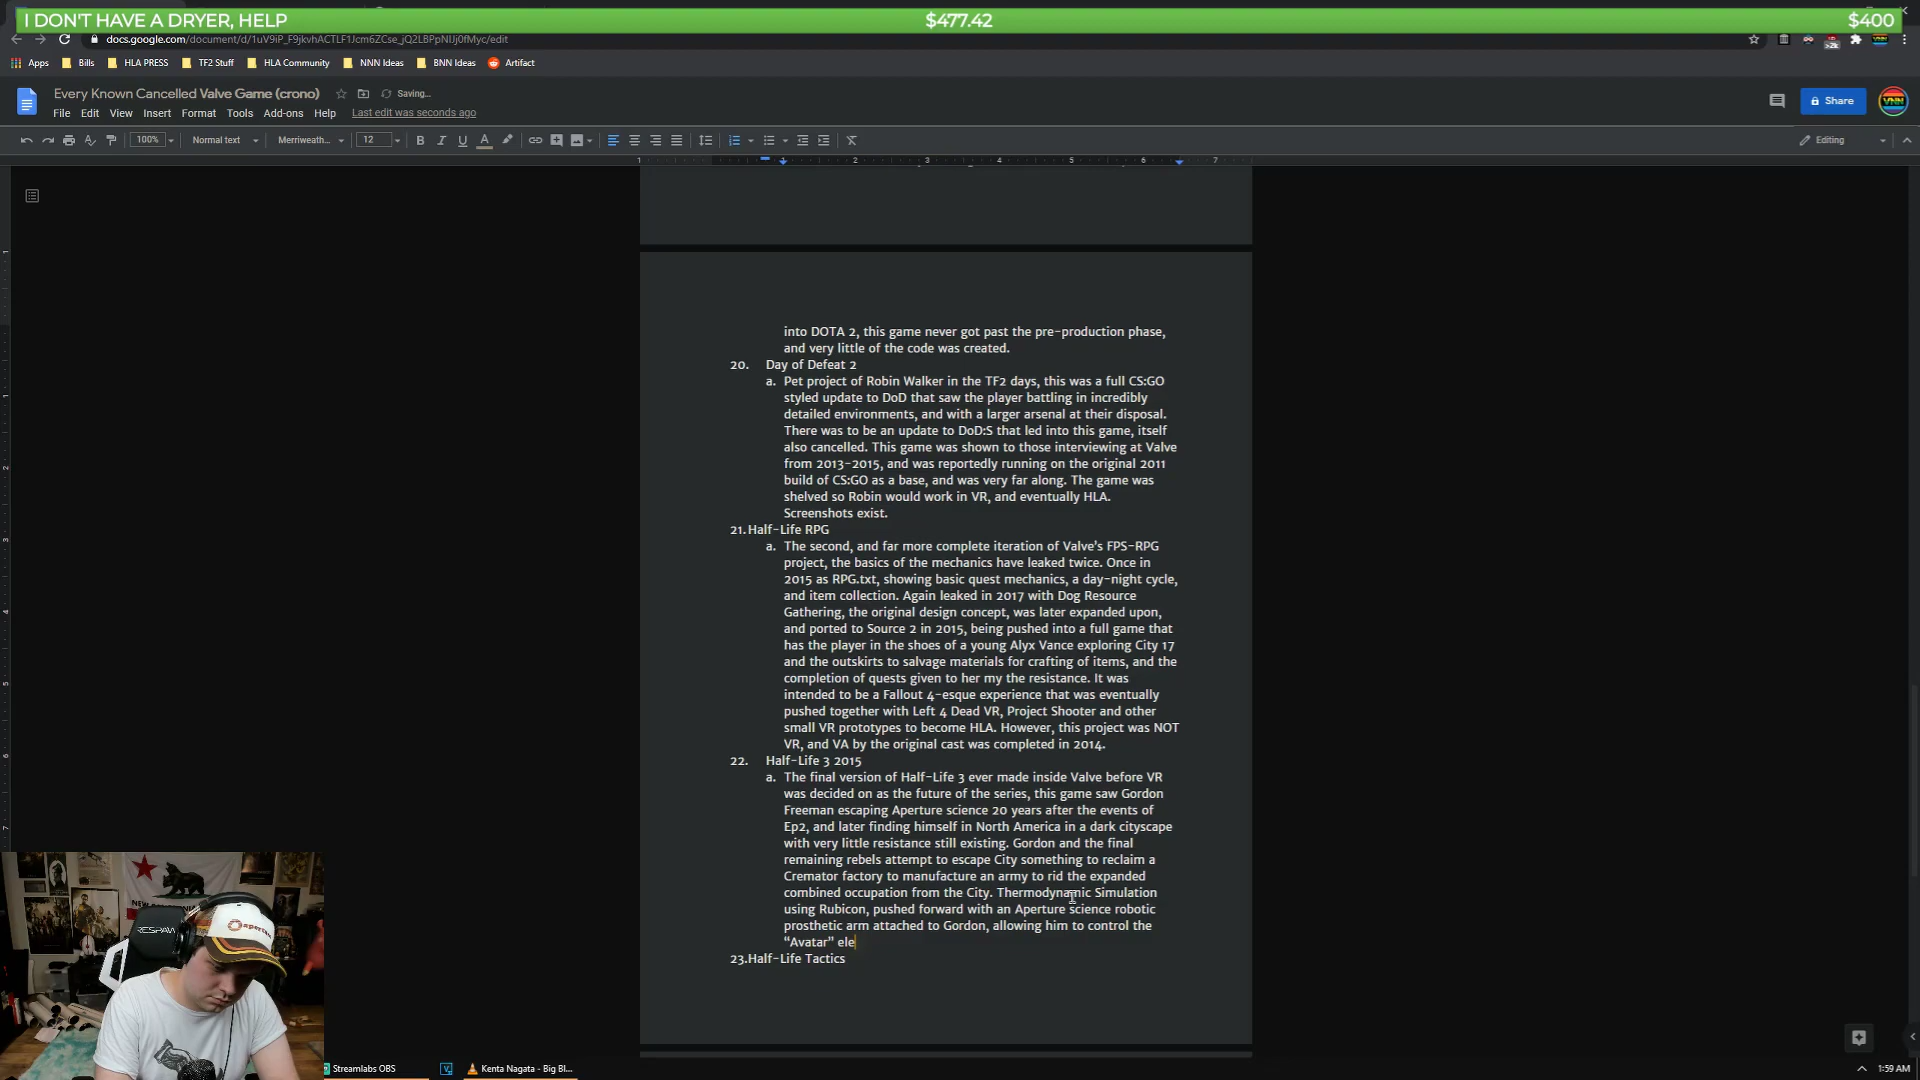 I DON'T HAVE A DRYER, HELP $477.42 $400
docs.google.com/document/d/1uV9iP_F9jkvhACTLF1Jcm6ZCse_jQ2LBPpNlJj0fMyc/edit
Apps Bills HLA PRESS TF2 Stuff HLA Community NNN Ideas BNN Ideas Artifact
Every Known Cancelled Valve Game (crono) Saving...
File Edit View Insert Format Tools Add-ons Help Last edit was seconds ago
Share
VNN
100% Normal text Merriweath... 12 B I U A Editing
1 1 2 3 4 5 6 7
into DOTA 2, this game never got past the pre-production phase,
and very little of the code was created.
20. Day of Defeat 2
a. Pet project of Robin Walker in the TF2 days, this was a full CS:GO
styled update to DoD that saw the player battling in incredibly
detailed environments, and with a larger arsenal at their disposal.
There was to be an update to DoD:S that led into this game, itself
also cancelled. This game was shown to those interviewing at Valve
from 2013-2015, and was reportedly running on the original 2011
build of CS:GO as a base, and was very far along. The game was
shelved so Robin would work in VR, and eventually HLA.
Screenshots exist.
21. Half-Life RPG
a. The second, and far more complete iteration of Valve's FPS-RPG
project, the basics of the mechanics have leaked twice. Once in
2015 as RPG.txt, showing basic quest mechanics, a day-night cycle,
and item collection. Again leaked in 2017 with Dog Resource
Gathering, the original design concept, was later expanded upon,
and ported to Source 2 in 2015, being pushed into a full game that
has the player in the shoes of a young Alyx Vance exploring City 17
and the outskirts to salvage materials for crafting of items, and the
completion of quests given to her my the resistance. It was
intended to be a Fallout 4-esque experience that was eventually
pushed together with Left 4 Dead VR, Project Shooter and other
small VR prototypes to become HLA. However, this project was NOT
VR, and VA by the original cast was completed in 2014.
22. Half-Life 3 2015
a. The final version of Half-Life 3 ever made inside Valve before VR
was decided on as the future of the series, this game saw Gordon
Freeman escaping Aperture science 20 years after the events of
Ep2, and later finding himself in North America in a dark cityscape
with very little resistance still existing. Gordon and the final
remaining rebels attempt to escape City something to reclaim a
Cremator factory to manufacture an army to rid the expanded
combined occupation from the City. Thermodynamic Simulation
using Rubicon, pushed forward with an Aperture science robotic
prosthetic arm attached to Gordon, allowing him to control the
“Avatar” ele
23. Half-Life Tactics
RESPAWN
Streamlabs OBS Kenta Nagata - Big Bl... 1:59 AM